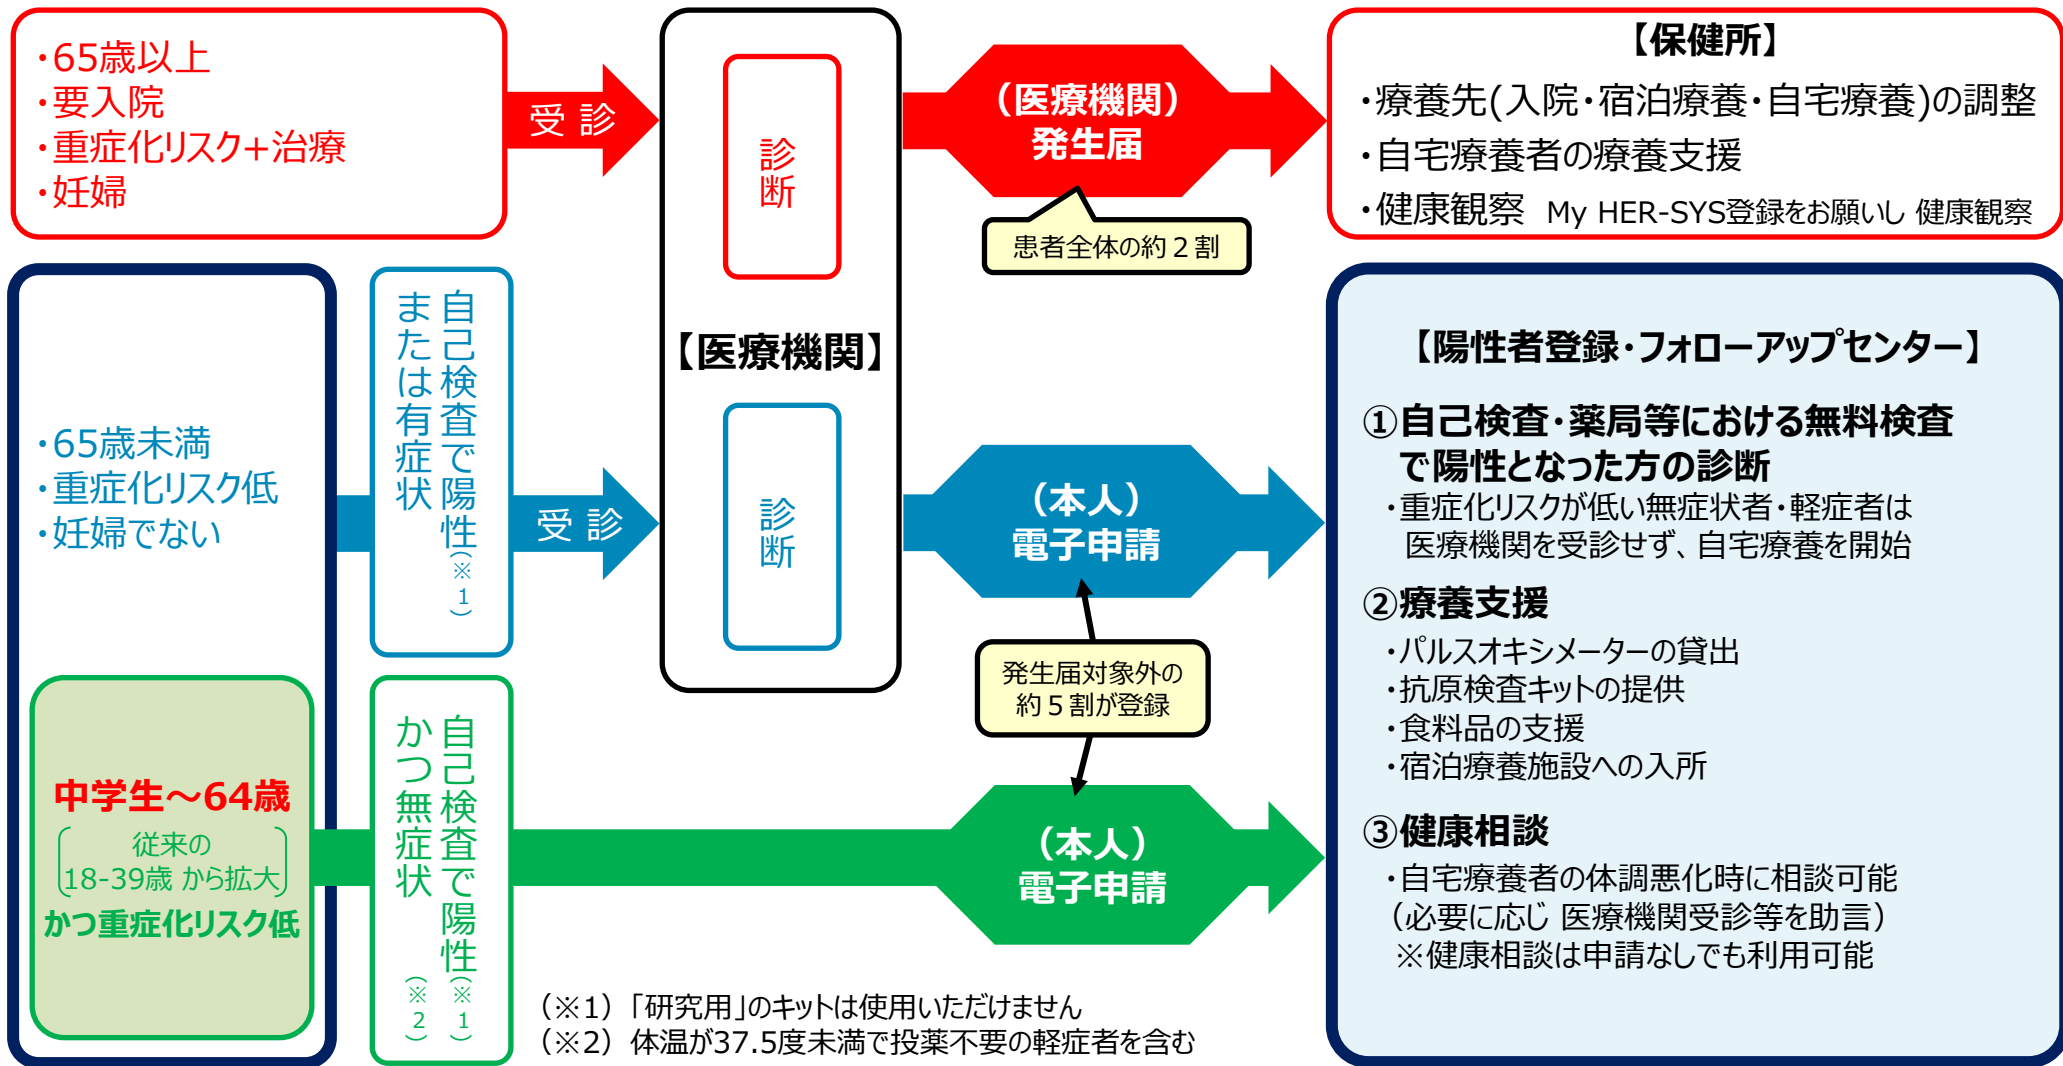 ・65歳以上
・要入院
・重症化リスク+治療
・妊婦
受 診
診断
（医療機関）
発生届
患者全体の約２割
【保健所】
・療養先(入院・宿泊療養・自宅療養)の調整
・自宅療養者の療養支援
・健康観察 My HER-SYS登録をお願いし 健康観察
・65歳未満
・重症化リスク低
・妊婦でない
自己検査で陽性(※1)
または有症状
受 診
【医療機関】
診断
（本人）
電子申請
発生届対象外の
約５割が登録
中学生～64歳
従来の
18-39歳 から拡大
かつ重症化リスク低
自己検査で陽性(※1)
かつ無症状(※2)
（本人）
電子申請
（※1）「研究用」のキットは使用いただけません
（※2） 体温が37.5度未満で投薬不要の軽症者を含む
【陽性者登録・フォローアップセンター】
①自己検査・薬局等における無料検査
で陽性となった方の診断
・重症化リスクが低い無症状者・軽症者は
医療機関を受診せず、自宅療養を開始
②療養支援
・パルスオキシメーターの貸出
・抗原検査キットの提供
・食料品の支援
・宿泊療養施設への入所
③健康相談
・自宅療養者の体調悪化時に相談可能
（必要に応じ 医療機関受診等を助言）
※健康相談は申請なしでも利用可能